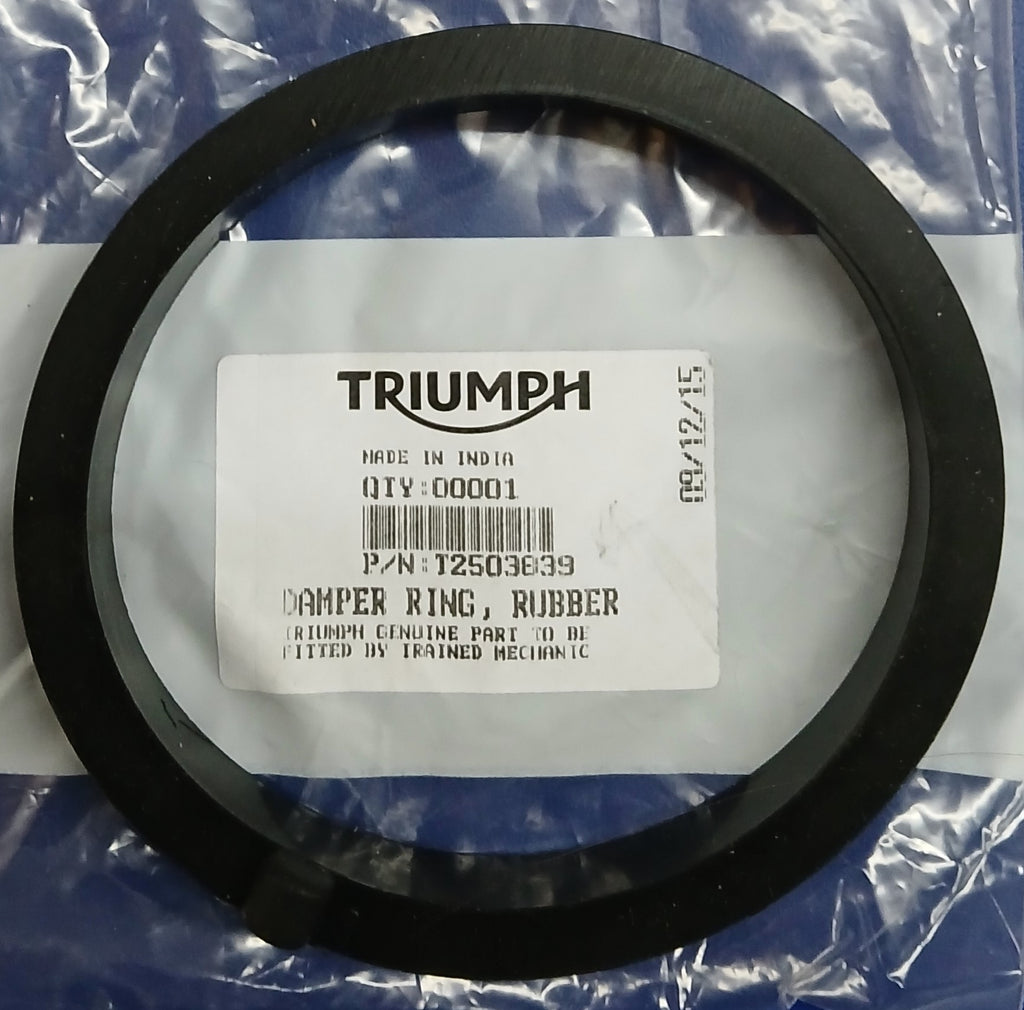 TRIUMPH
09/12/15
MADE IN INDIA
QTY:00001
P/N:T2503839
DAMPER RING, RUBBER
TRIUMPH GENUINE PART TO BE
FITTED BY TRAINED MECHANIC